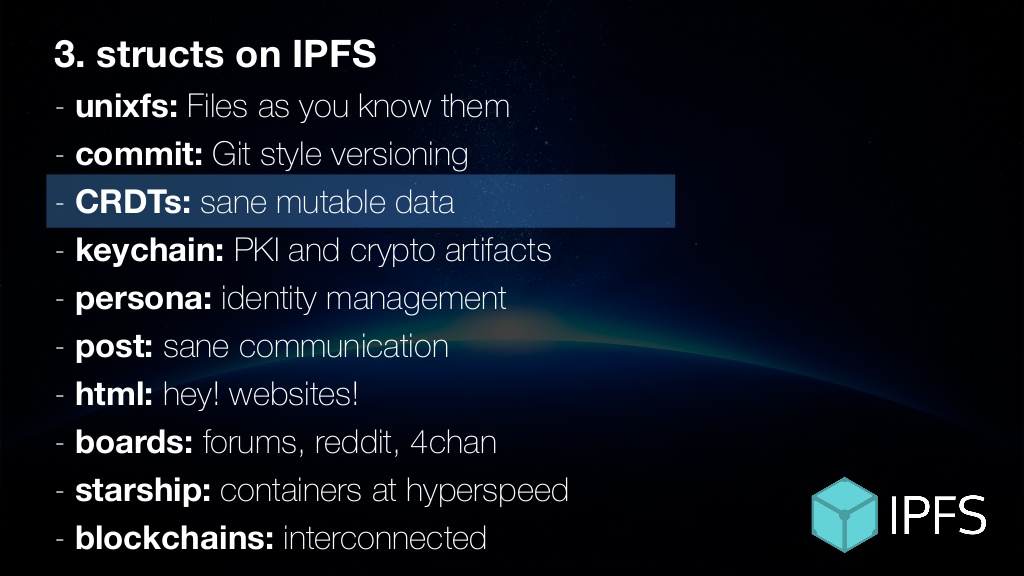 3. structs on IPFS
- unixfs: Files as you know them
- commit: Git style versioning
- CRDTs: sane mutable data
- keychain: PKI and crypto artifacts
- persona: identity management
- post: sane communication
- html: hey! websites!
- boards: forums, reddit, 4chan
- starship: containers at hyperspeed
- blockchains: interconnected
IPFS